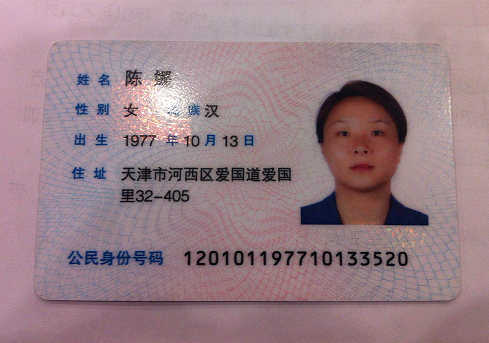 姓名 陈
性别 女 民族 汉
出生 1977 年 10 月 13 日
住址 天津市河西区爱国道爱国
里32-405
公民身份号码 120101197710133520